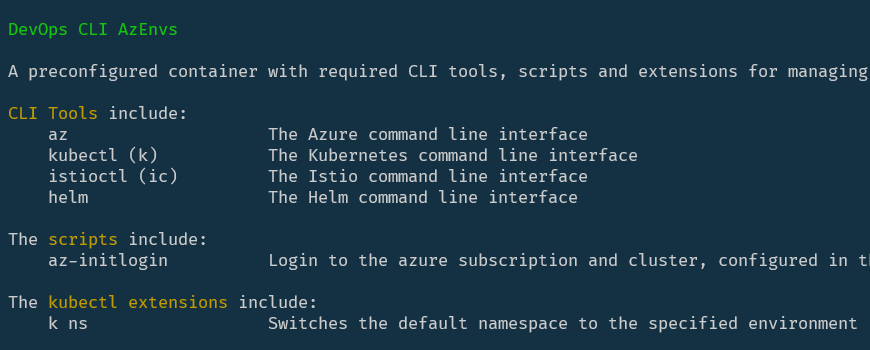 DevOps CLI AzEnvs
A preconfigured container with required CLI tools, scripts and extensions for managing
CLI Tools include:
az The Azure command line interface
kubectl (k) The Kubernetes command line interface
istioctl (ic) The Istio command line interface
helm The Helm command line interface
The scripts include:
az-initlogin Login to the azure subscription and cluster, configured in
The kubectl extensions include:
k ns Switches the default namespace to the specified environment